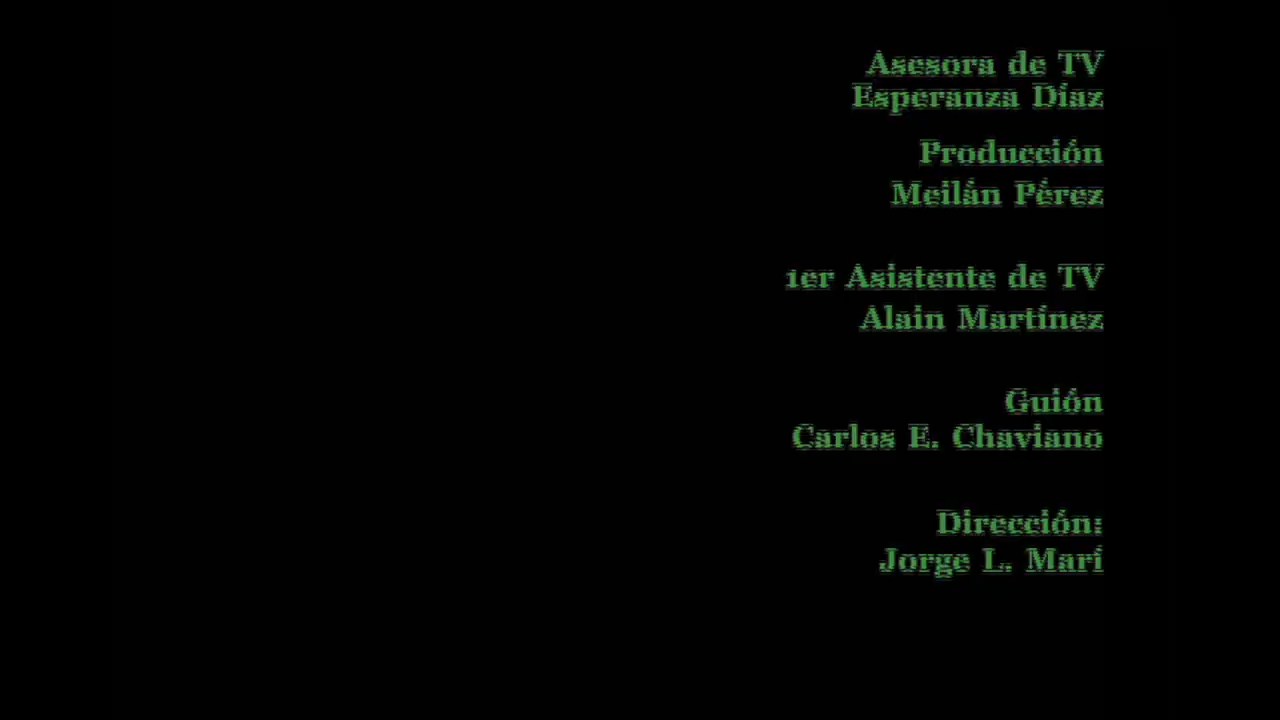 Asesora de TV
Esperanza Díaz
Producción
Meilán Pérez
1er Asistente de TV
Alain Martínez
Guión
Carlos E. Chaviano
Dirección:
Jorge L. Marí